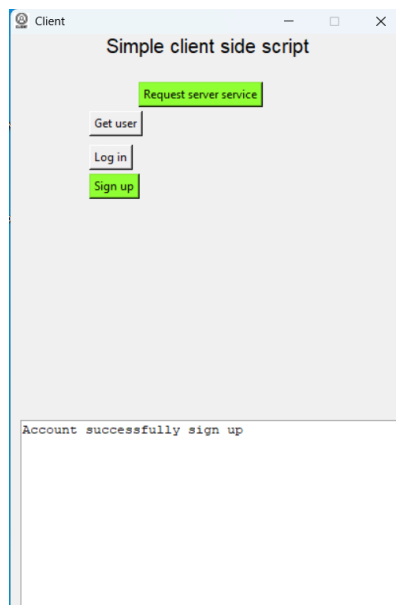 Client
Simple client side script
Request server service
Get user
Log in
Sign up
Account successfully sign up